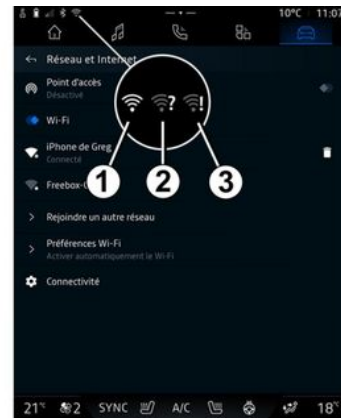 10°C 11:07
Réseau et Internet
Point d'accès
Désactivé
Wi-Fi
iPhone de Greg
Connecté
Freebox-
? !
1 2 3
Rejoindre un autre réseau
Préférences Wi-Fi
Activer automatiquement le Wi-Fi
Connectivité
21° 2 SYNC A/C 18°